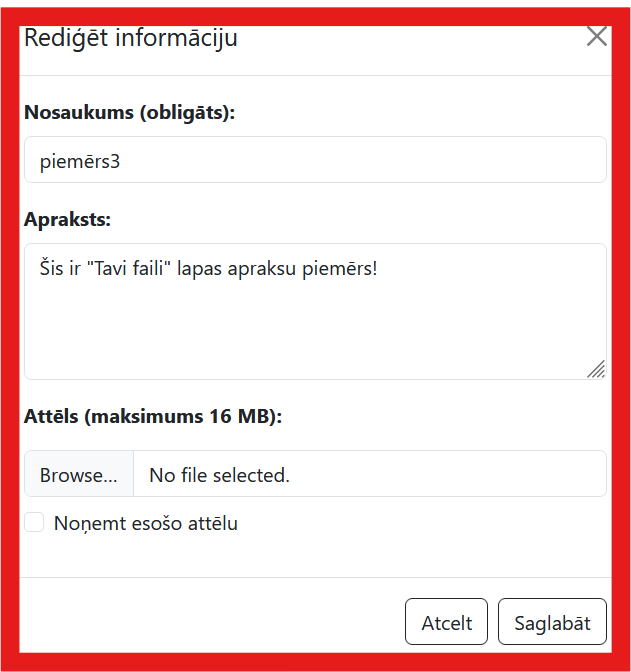 Rediģēt informāciju
Nosaukums (obligāts):
piemērs3
Apraksts:
Šis ir "Tavi faili" lapas apraksu piemērs!
Attēls (maksimums 16 MB):
Browse... No file selected.
Noņemt esošo attēlu
Atcelt Saglabāt